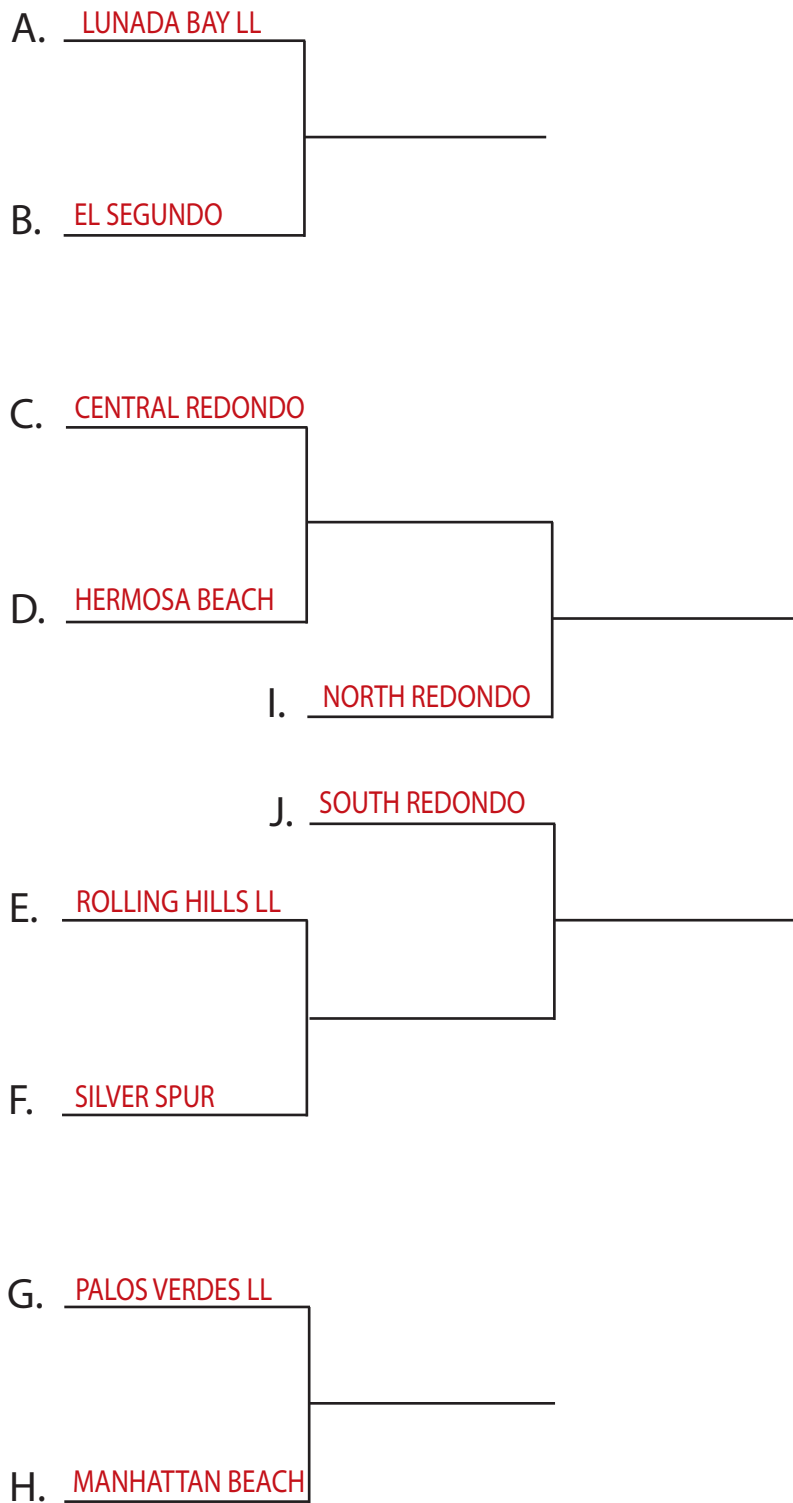 A. LUNADA BAY LL
B. EL SEGUNDO
C. CENTRAL REDONDO
D. HERMOSA BEACH
I. NORTH REDONDO
J. SOUTH REDONDO
E. ROLLING HILLS LL
F. SILVER SPUR
G. PALOS VERDES LL
H. MANHATTAN BEACH